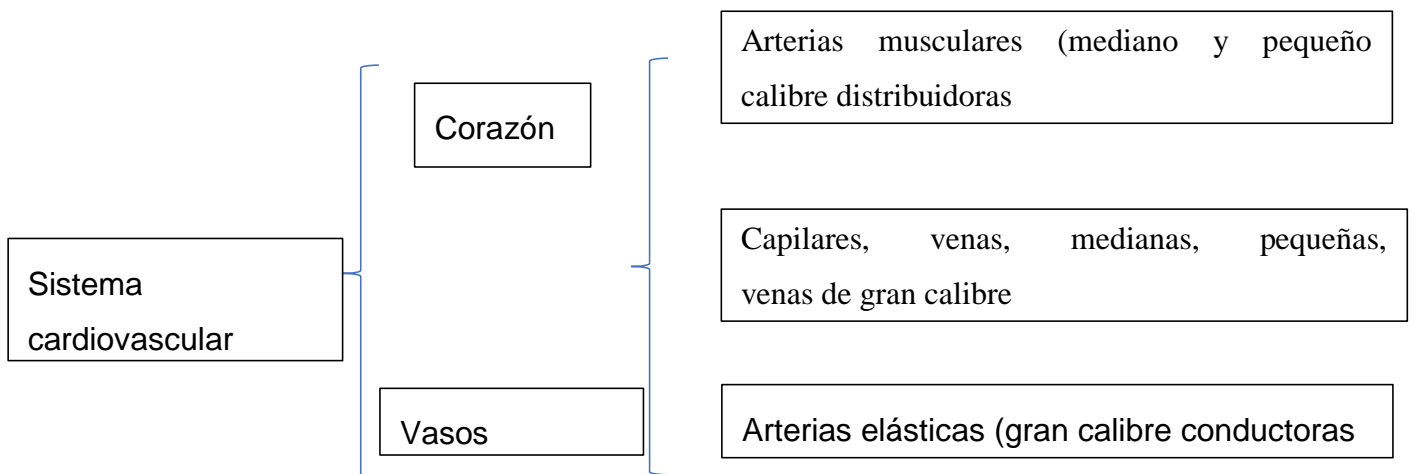 Sistema
cardiovascular
Corazón
Vasos
Arterias musculares (mediano y pequeño
calibre distribuidoras
Capilares, venas, medianas, pequeñas,
venas de gran calibre
Arterias elásticas (gran calibre conductoras